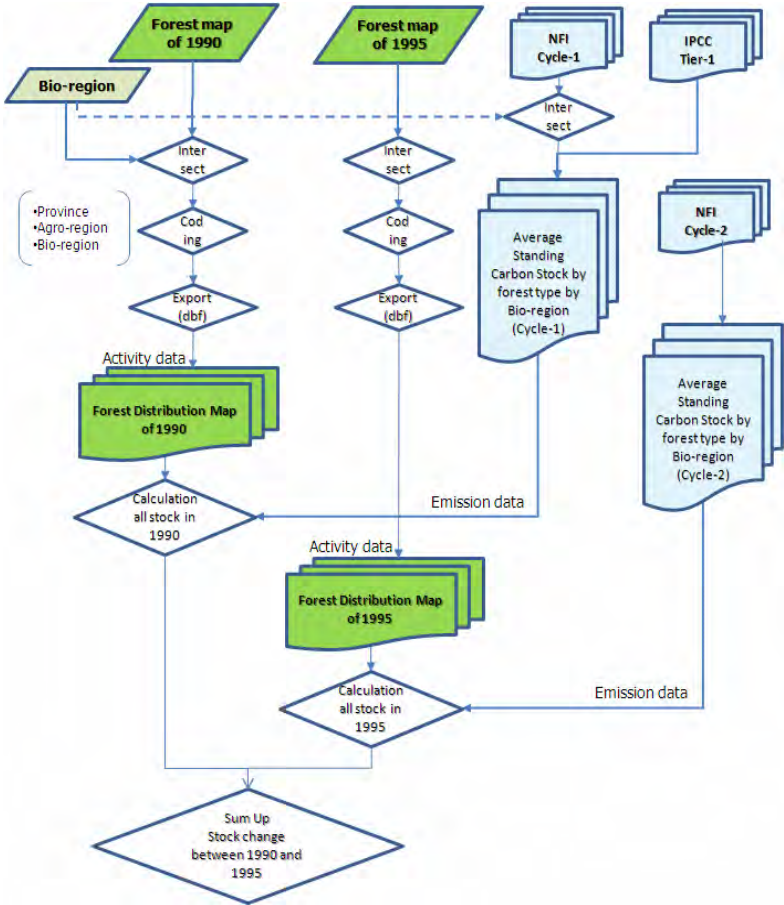 Forest map
of 1990
Forest map
of 1995
NFI
Cycle-1
IPCC
Tier-1
Bio-region
Inter
sect
Inter
sect
Inter
sect
•Province
•Agro-region
•Bio-region
Cod
ing
Cod
ing
NFI
Cycle-2
Average
Standing
Carbon Stock by
forest type by
Bio-region
(Cycle-1)
Export
(dbf)
Export
(dbf)
Activity data
Forest Distribution Map
of 1990
Average
Standing
Carbon Stock by
forest type by
Bio-region
(Cycle-2)
Calculation
all stock in
1990
Emission data
Activity data
Forest Distribution Map
of 1995
Calculation
all stock in
1995
Emission data
Sum Up
Stock change
between 1990 and
1995